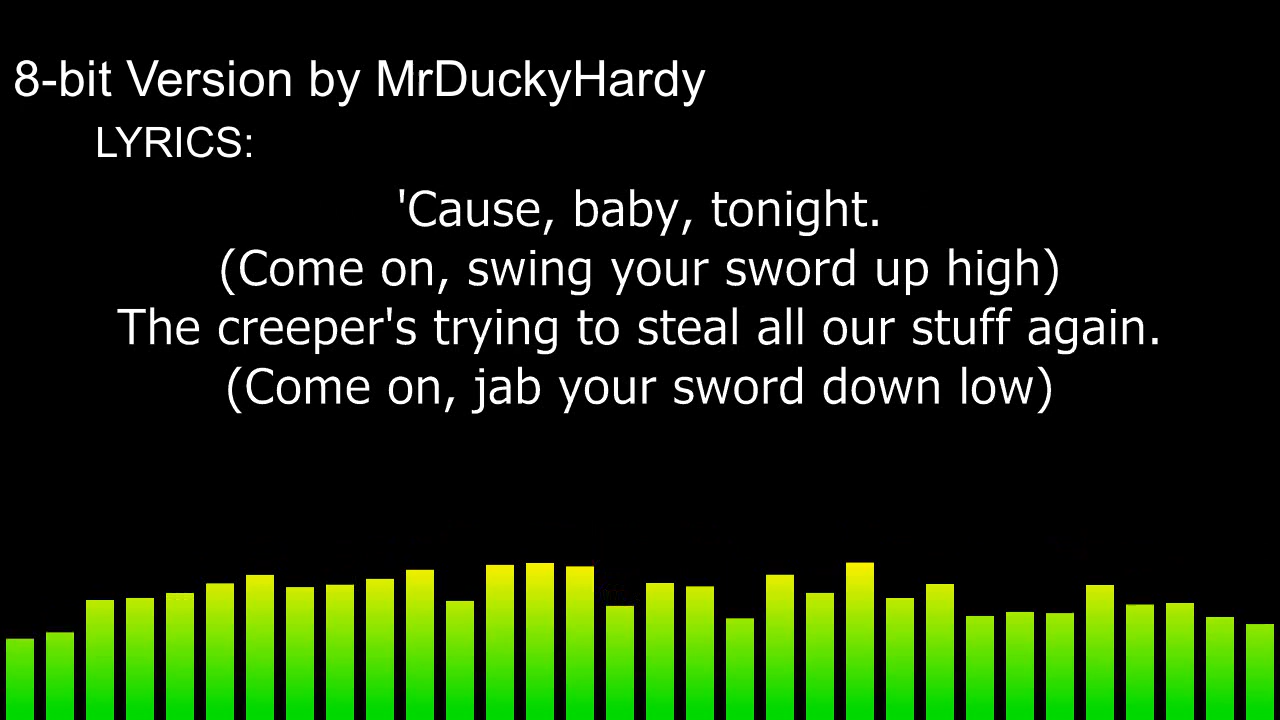 8-bit Version by MrDuckyHardy
LYRICS:
'Cause, baby, tonight.
(Come on, swing your sword up high)
The creeper's trying to steal all our stuff again.
(Come on, jab your sword down low)